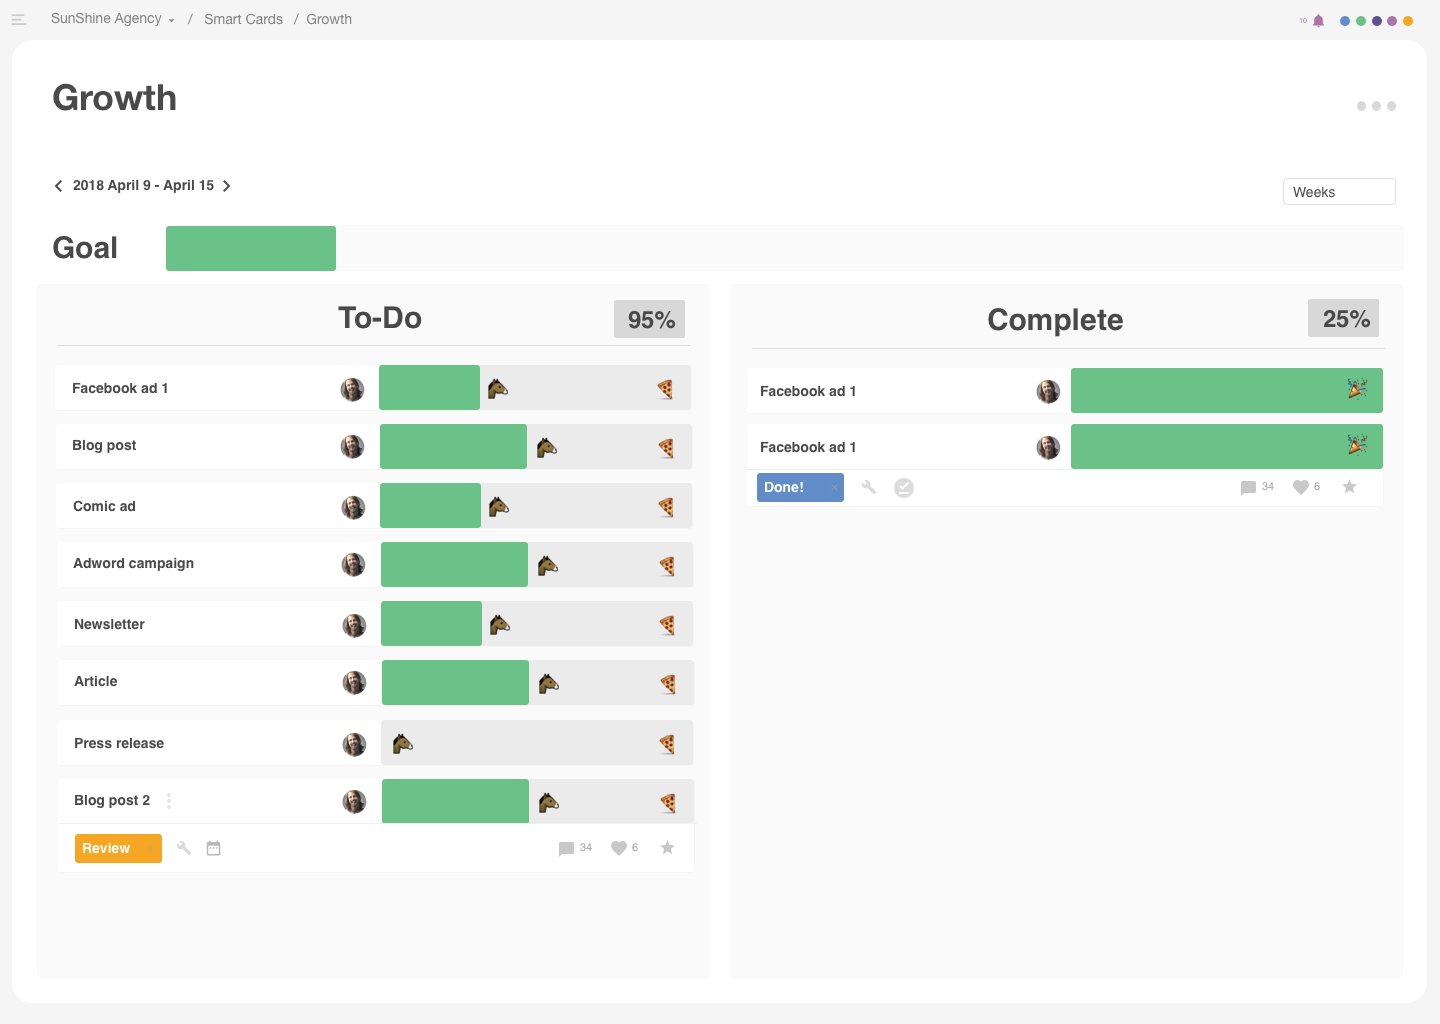 SunShine Agency / Smart Cards / Growth
10
Growth
2018 April 9 - April 15
Weeks
Goal
To-Do
95%
Facebook ad 1
Blog post
Comic ad
Adword campaign
Newsletter
Article
Press release
Blog post 2
Review
34
6
Complete
25%
Facebook ad 1
Facebook ad 1
Done!
34
6